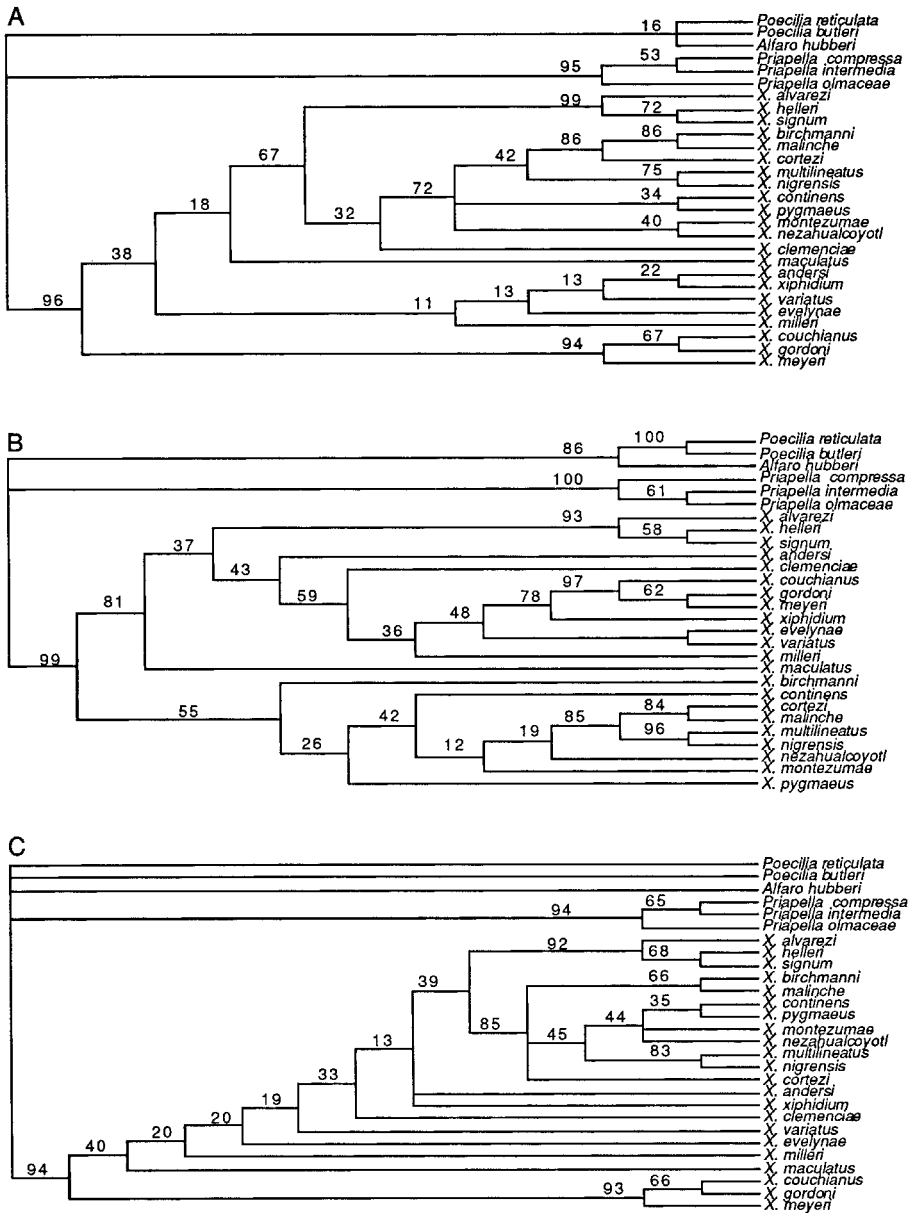 A
16
Poecilia reticulata
Poecilia butleri
Alfaro hubberi
53
Priapella compressa
95
Priapella intermedia
Priapella olmaceae
X. alvarezi
99
X. helleri
72
X. signum
X. birchmanni
86
X. malinche
86
X. cortezi
42
67
X. multilineatus
75
X. nigrensis
72
X. continens
34
X. pygmaeus
18
X. montezumae
32
40
X. nezahualcoyotl
X. clemenciae
38
X. maculatus
X. andersi
22
X. xiphidium
13
13
X. variatus
96
11
X. evelynae
X. milleri
X. couchianus
67
94
X. gordoni
X. meyeri
B
100
Poecilia reticulata
86
Poecilia butleri
Alfaro hubberi
100
Priapella compressa
61
Priapella intermedia
Priapella olmaceae
X. alvarezi
93
X. helleri
58
X. signum
37
X. andersi
43
X. clemenciae
97
X. couchianus
62
X. gordoni
59
78
X. meyeri
81
48
X. xiphidium
36
X. evelynae
X. variatus
X. milleri
99
X. maculatus
X. birchmanni
X. continens
84
X. cortezi
55
42
85
X. malinche
19
96
X. multilineatus
26
12
X. nigrensis
X. nezahualcoyotl
X. montezumae
X. pygmaeus
C
Poecilia reticulata
Poecilia butleri
Alfaro hubberi
65
Priapella compressa
94
Priapella intermedia
Priapella olmaceae
X. alvarezi
92
68
X. helleri
X. signum
39
66
X. birchmanni
X. malinche
35
X. continens
44
X. pygmaeus
85
X. montezumae
45
X. nezahualcoyotl
13
83
X. multilineatus
X. nigrensis
33
X. cortezi
X. andersi
19
X. xiphidium
20
X. clemenciae
20
X. variatus
40
X. evelynae
X. milleri
94
X. maculatus
66
X. couchianus
93
X. gordoni
X. meyeri